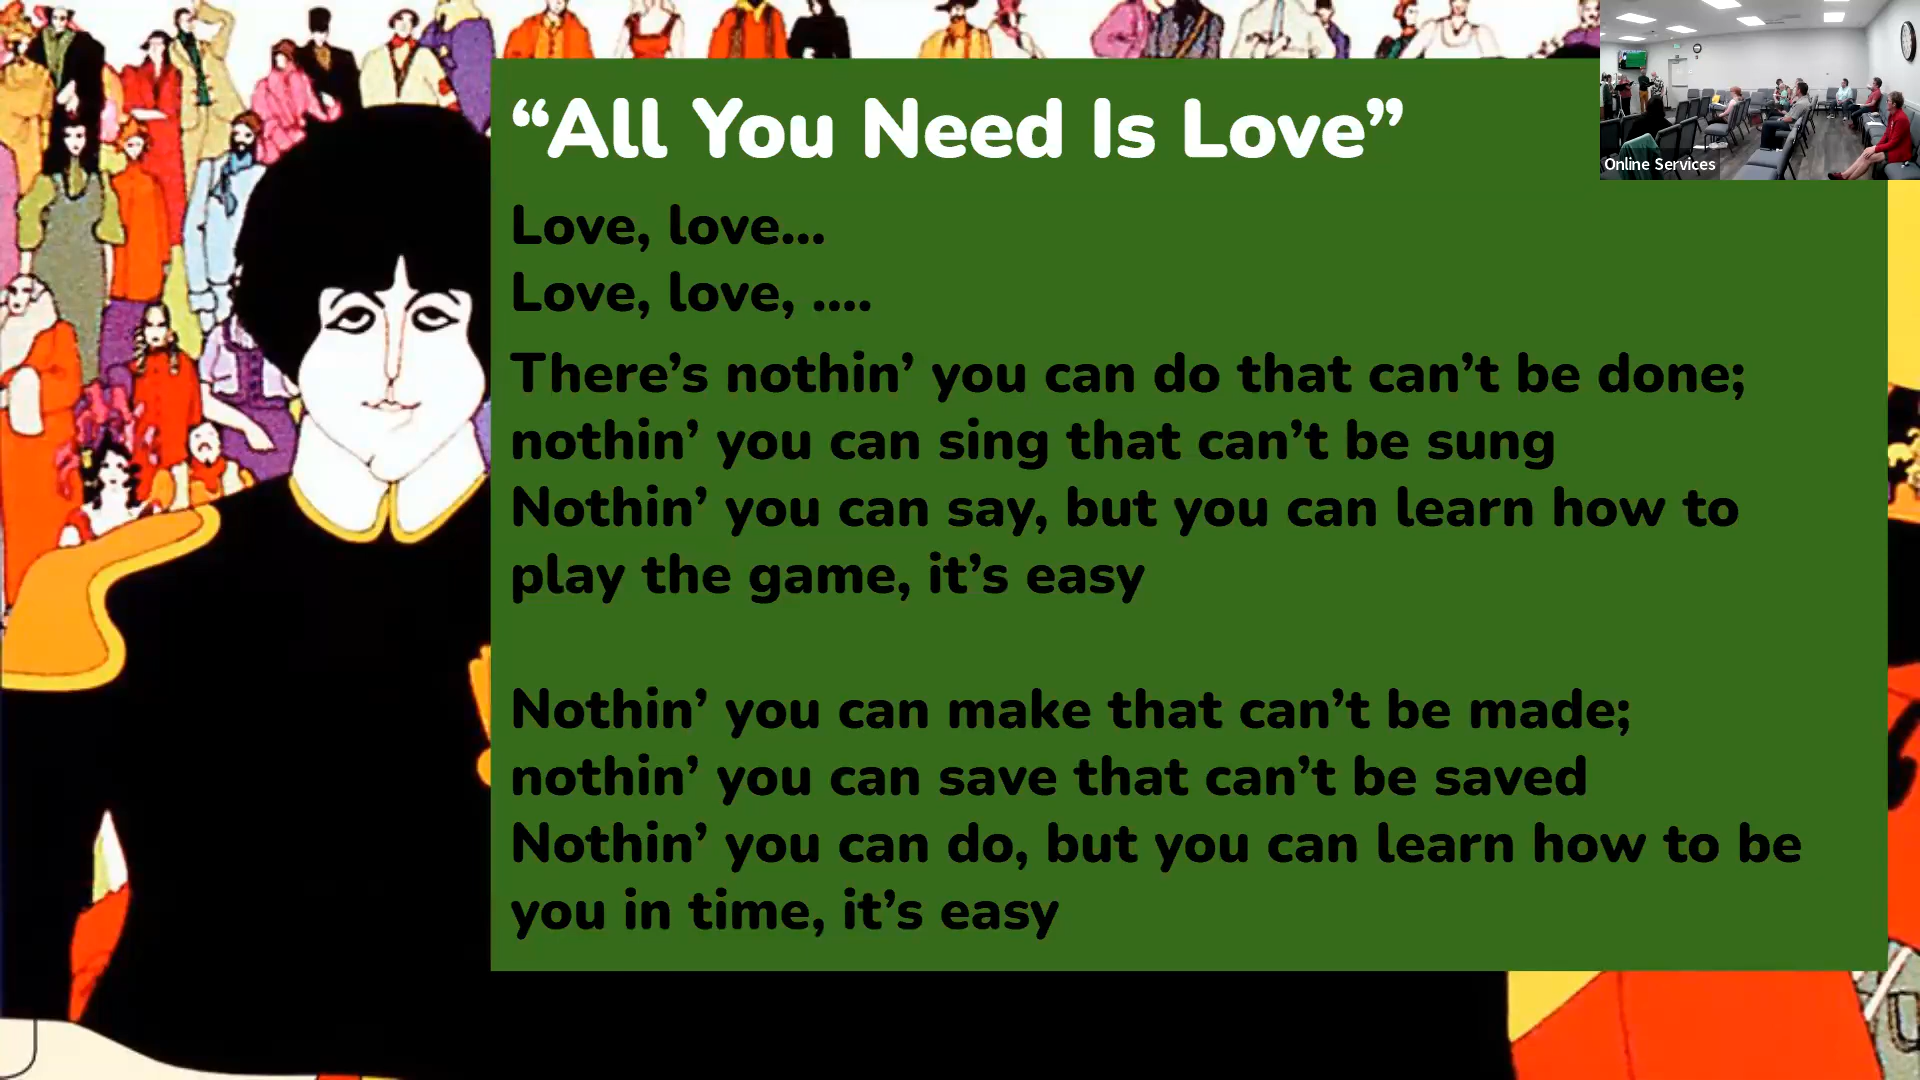 “All You Need Is Love”
Online Services
Love, love...
Love, love, ....
There’s nothin’ you can do that can’t be done;
nothin’ you can sing that can’t be sung
Nothin’ you can say, but you can learn how to
play the game, it’s easy
Nothin’ you can make that can’t be made;
nothin’ you can save that can’t be saved
Nothin’ you can do, but you can learn how to be
you in time, it’s easy